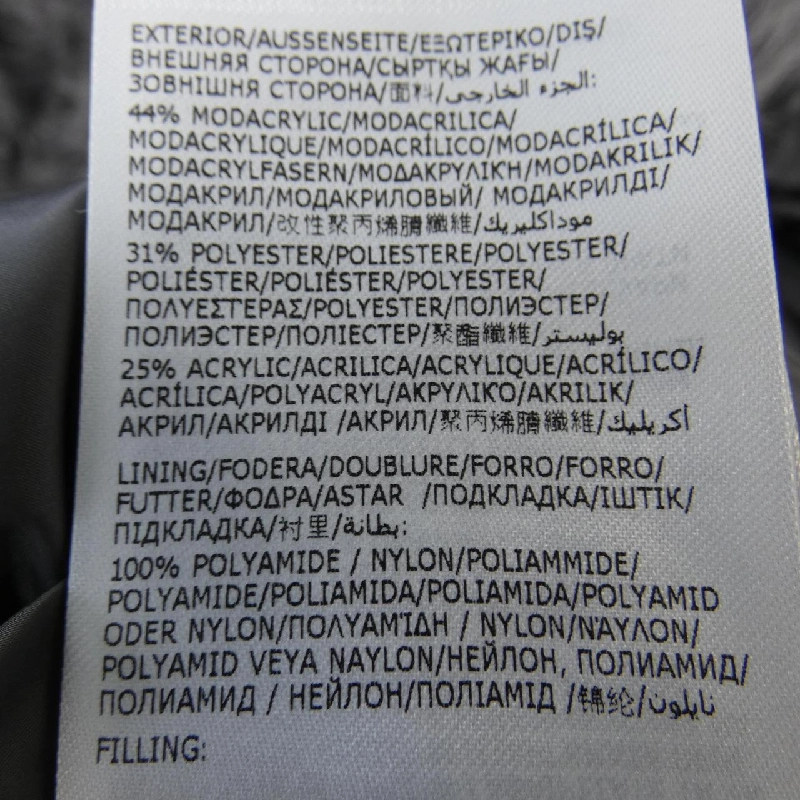 EXTERIOR/AUSSENSEITE/ΕΞΩΤΕΡΙΚΟ/DIŞ/
ВНЕШНЯЯ СТОРОНА/СЫРТҚЫ ЖАҒЫ/
ЗОВНІШНЯ СТОРОНА/面料/الجزء الخارجي:
44% MODACRYLIC/MODACRILICA/
MODACRYLIQUE/MODACRÍLICO/MODACRÍLICA/
MODACRYLFASERN/ΜΟΔΑΚΡΥΛΙΚΉ/MODAKRILIK/
МОДАКРИЛ/МОДАКРИЛОВЫЙ/ МОДАКРИЛДІ/
МОДАКРИЛ/改性聚丙烯腈纖維/موداكليريك
31% POLYESTER/POLIESTERE/POLYESTER/
POLIÉSTER/POLIÉSTER/POLYESTER/
ΠΟΛΥΕΣΤΕΡΑΣ/POLYESTER/ПОЛИЭСТЕР/
ПОЛИЭСТЕР/ПОЛІЕСТЕР/聚酯纖維/بوليستر
25% ACRYLIC/ACRILICA/ACRYLIQUE/ACRÍLICO/
ACRÍLICA/POLYACRYL/ΑΚΡΥΛΙΚΌ/AKRILIK/
АКРИЛ/АКРИЛДІ /АКРИЛ/聚丙烯腈纖維/أكريليك
LINING/FODERA/DOUBLURE/FORRO/FORRO/
FUTTER/ΦΟΔΡΑ/ASTAR /ПОДКЛАДКА/ІШТІК/
ПІДКЛАДКА/衬里/بطانة:
100% POLYAMIDE / NYLON/POLIAMMIDE/
POLYAMIDE/POLIAMIDA/POLIAMIDA/POLYAMID
ODER NYLON/ΠΟΛΥΑΜΊΔΗ / NYLON/ΝΑΥΛΟΝ/
POLYAMID VEYA NAYLON/НЕЙЛОН, ПОЛИАМИД/
ПОЛИАМИД / НЕЙЛОН/ПОЛІАМІД /锦纶/نايلون
FILLING: